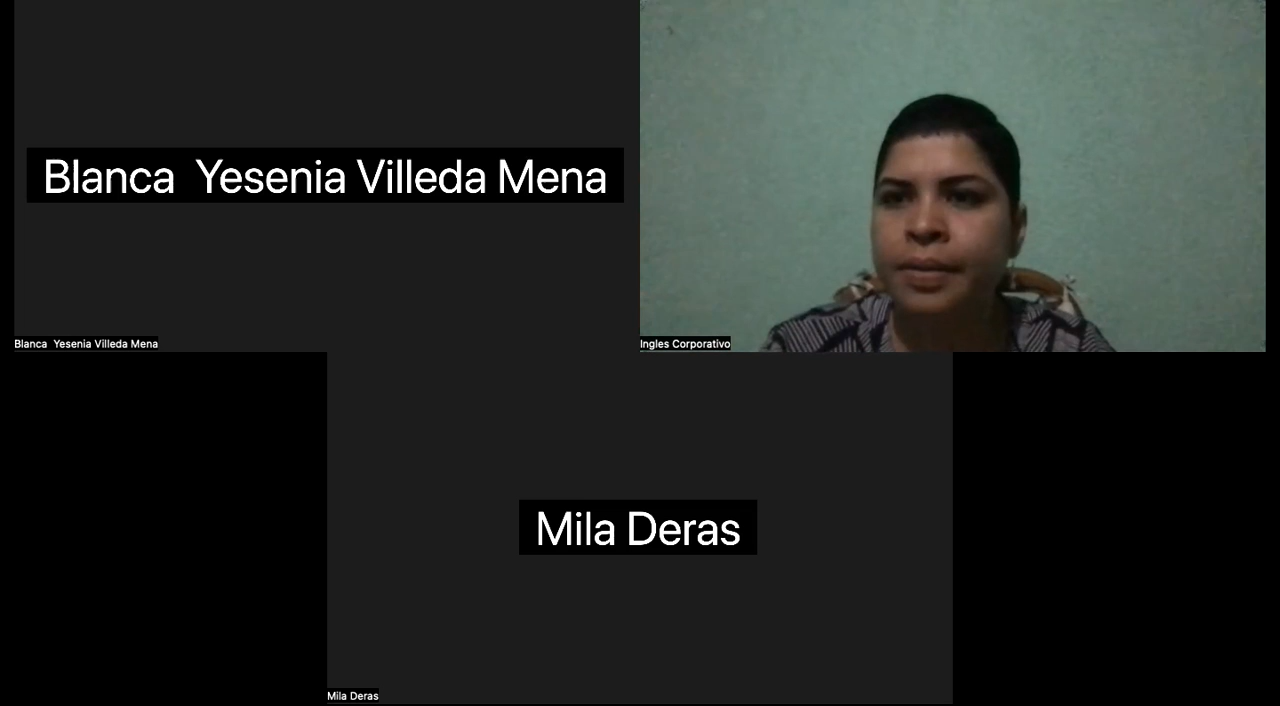 Blanca  Yesenia Villeda Mena
Blanca  Yesenia Villeda Mena
Ingles Corporativo
Mila Deras
Mila Deras